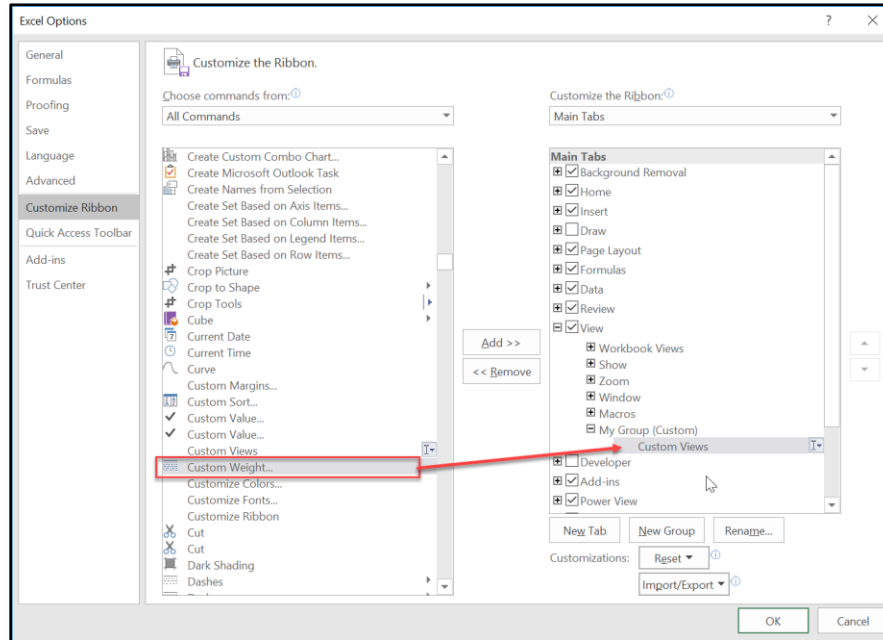 Excel Options
?
General
Formulas
Proofing
Save
Language
Advanced
Customize Ribbon
Quick Access Toolbar
Add-ins
Trust Center
Customize the Ribbon.
Choose commands from:
All Commands
Create Custom Combo Chart...
Create Microsoft Outlook Task
Create Names from Selection
Create Set Based on Axis Items...
Create Set Based on Column Items...
Create Set Based on Legend Items...
Create Set Based on Row Items...
Crop Picture
Crop to Shape
Crop Tools
Cube
Current Date
Current Time
Curve
Custom Margins...
Custom Sort...
Custom Value...
Custom Value...
Custom Views
Custom Weight...
Customize Colors...
Customize Fonts...
Customize Ribbon
Cut
Cut
Dark Shading
Dashes
Add >>
<< Remove
Customize the Ribbon:
Main Tabs
Main Tabs
Background Removal
Home
Insert
Draw
Page Layout
Formulas
Data
Review
View
Workbook Views
Show
Zoom
Window
Macros
My Group (Custom)
Custom Views
Developer
Add-ins
Power View
New Tab
New Group
Rename...
Customizations:
Reset
Import/Export
OK
Cancel